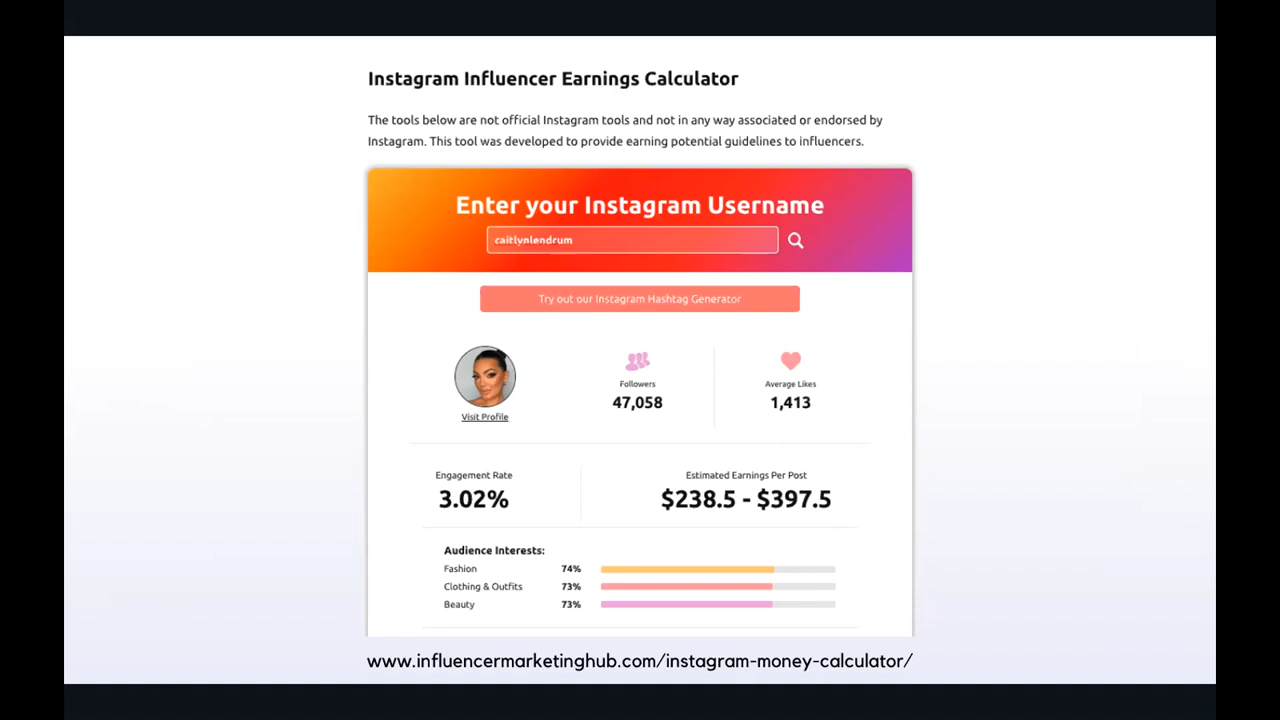 Instagram Influencer Earnings Calculator
The tools below are not official Instagram tools and not in any way associated or endorsed by
Instagram. This tool was developed to provide earning potential guidelines to influencers.
Enter your Instagram Username
caitlynlendrum
Try out our Instagram Hashtag Generator
Visit Profile
Followers
47,058
Average Likes
1,413
Engagement Rate
3.02%
Estimated Earnings Per Post
$238.5 - $397.5
Audience Interests:
Fashion 74%
Clothing & Outfits 73%
Beauty 73%
www.influencermarketinghub.com/instagram-money-calculator/